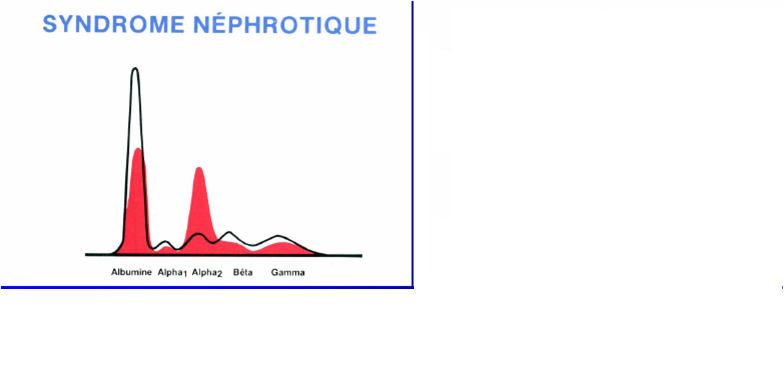 SYNDROME NÉPHROTIQUE
Albumine Alpha1 Alpha2 Bêta Gamma